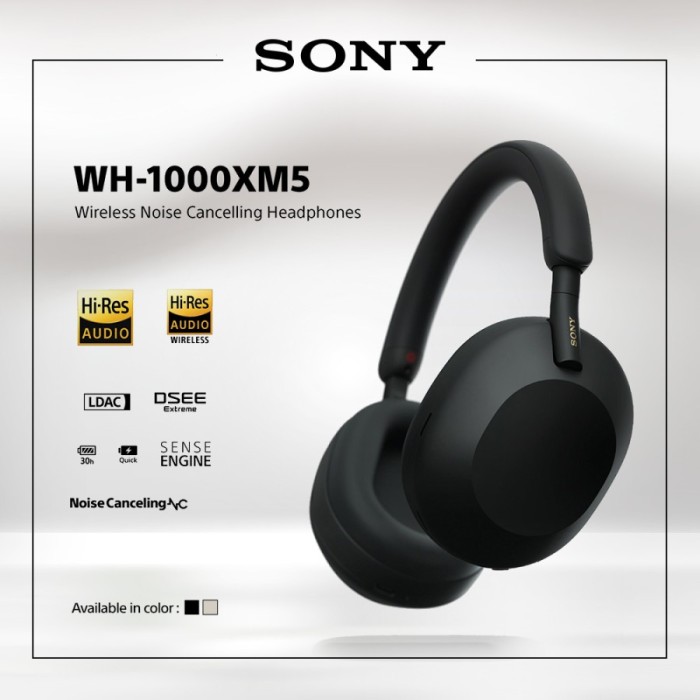 SONY
WH-1000XM5
Wireless Noise Cancelling Headphones
Hi-Res
AUDIO
Hi-Res
AUDIO
WIRELESS
LDAC
DSEE
Extreme
30h
Quick
SENSE
ENGINE
Noise Canceling NC
Available in color :
SONY